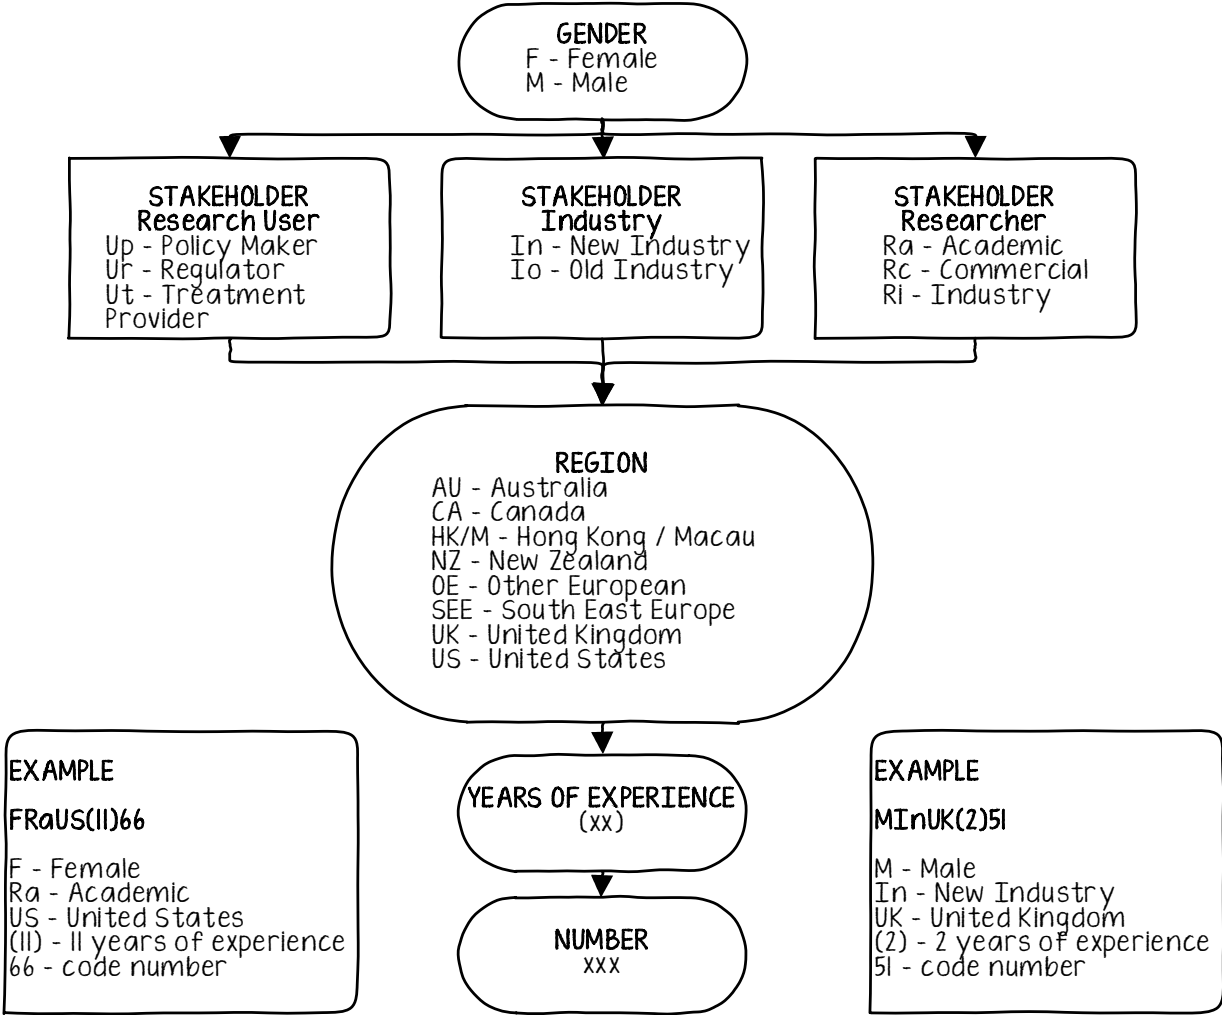 GENDER
F - Female
M - Male
STAKEHOLDER
Research User
Up - Policy Maker
Ur - Regulator
Ut - Treatment
Provider
STAKEHOLDER
Industry
In - New Industry
Io - Old Industry
STAKEHOLDER
Researcher
Ra - Academic
Rc - Commercial
Ri - Industry
REGION
AU - Australia
CA - Canada
HK/M - Hong Kong / Macau
NZ - New Zealand
OE - Other European
SEE - South East Europe
UK - United Kingdom
US - United States
EXAMPLE
FRaUS(11)66
F - Female
Ra - Academic
US - United States
(11) - 11 years of experience
66 - code number
YEARS OF EXPERIENCE
(xx)
NUMBER
xxx
EXAMPLE
MInUK(2)51
M - Male
In - New Industry
UK - United Kingdom
(2) - 2 years of experience
51 - code number